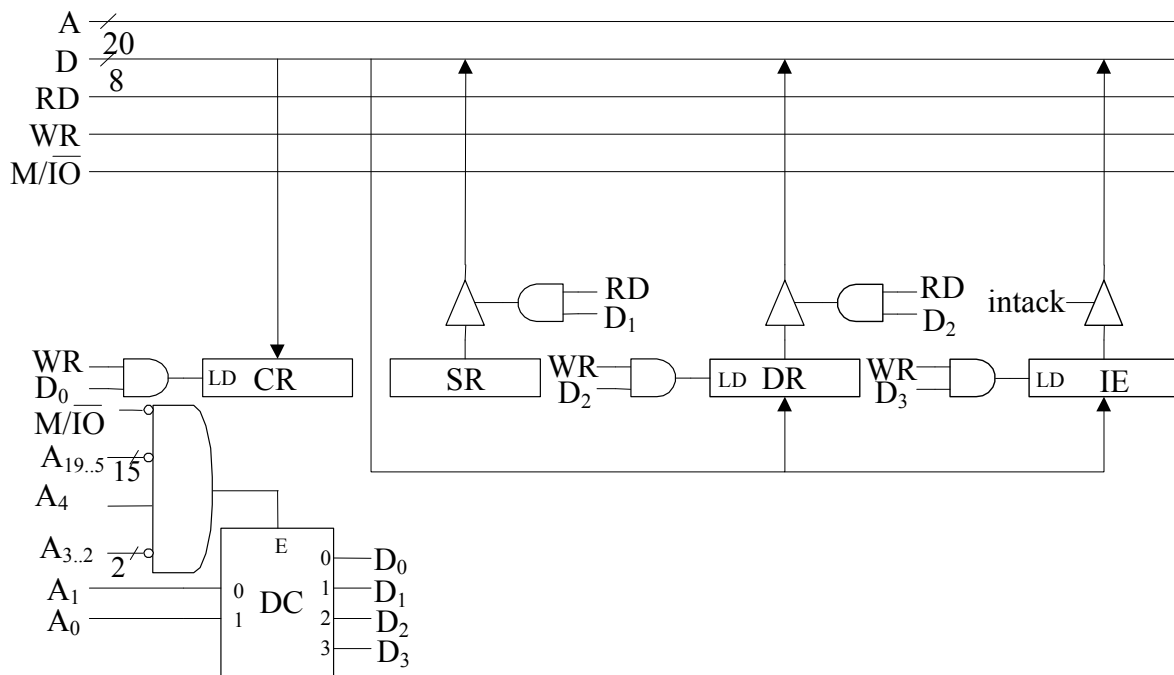 A
20
D
8
RD
WR
M/I̅O̅
RD
D₁
RD
D₂
intack
WR
D₀
LD CR
SR
WR
D₂
LD DR
WR
D₃
LD IE
M/I̅O̅
A₁₉..₅
15
A₄
A₃..₂
2
A₁
A₀
E
0
1
DC
0
1
2
3
D₀
D₁
D₂
D₃